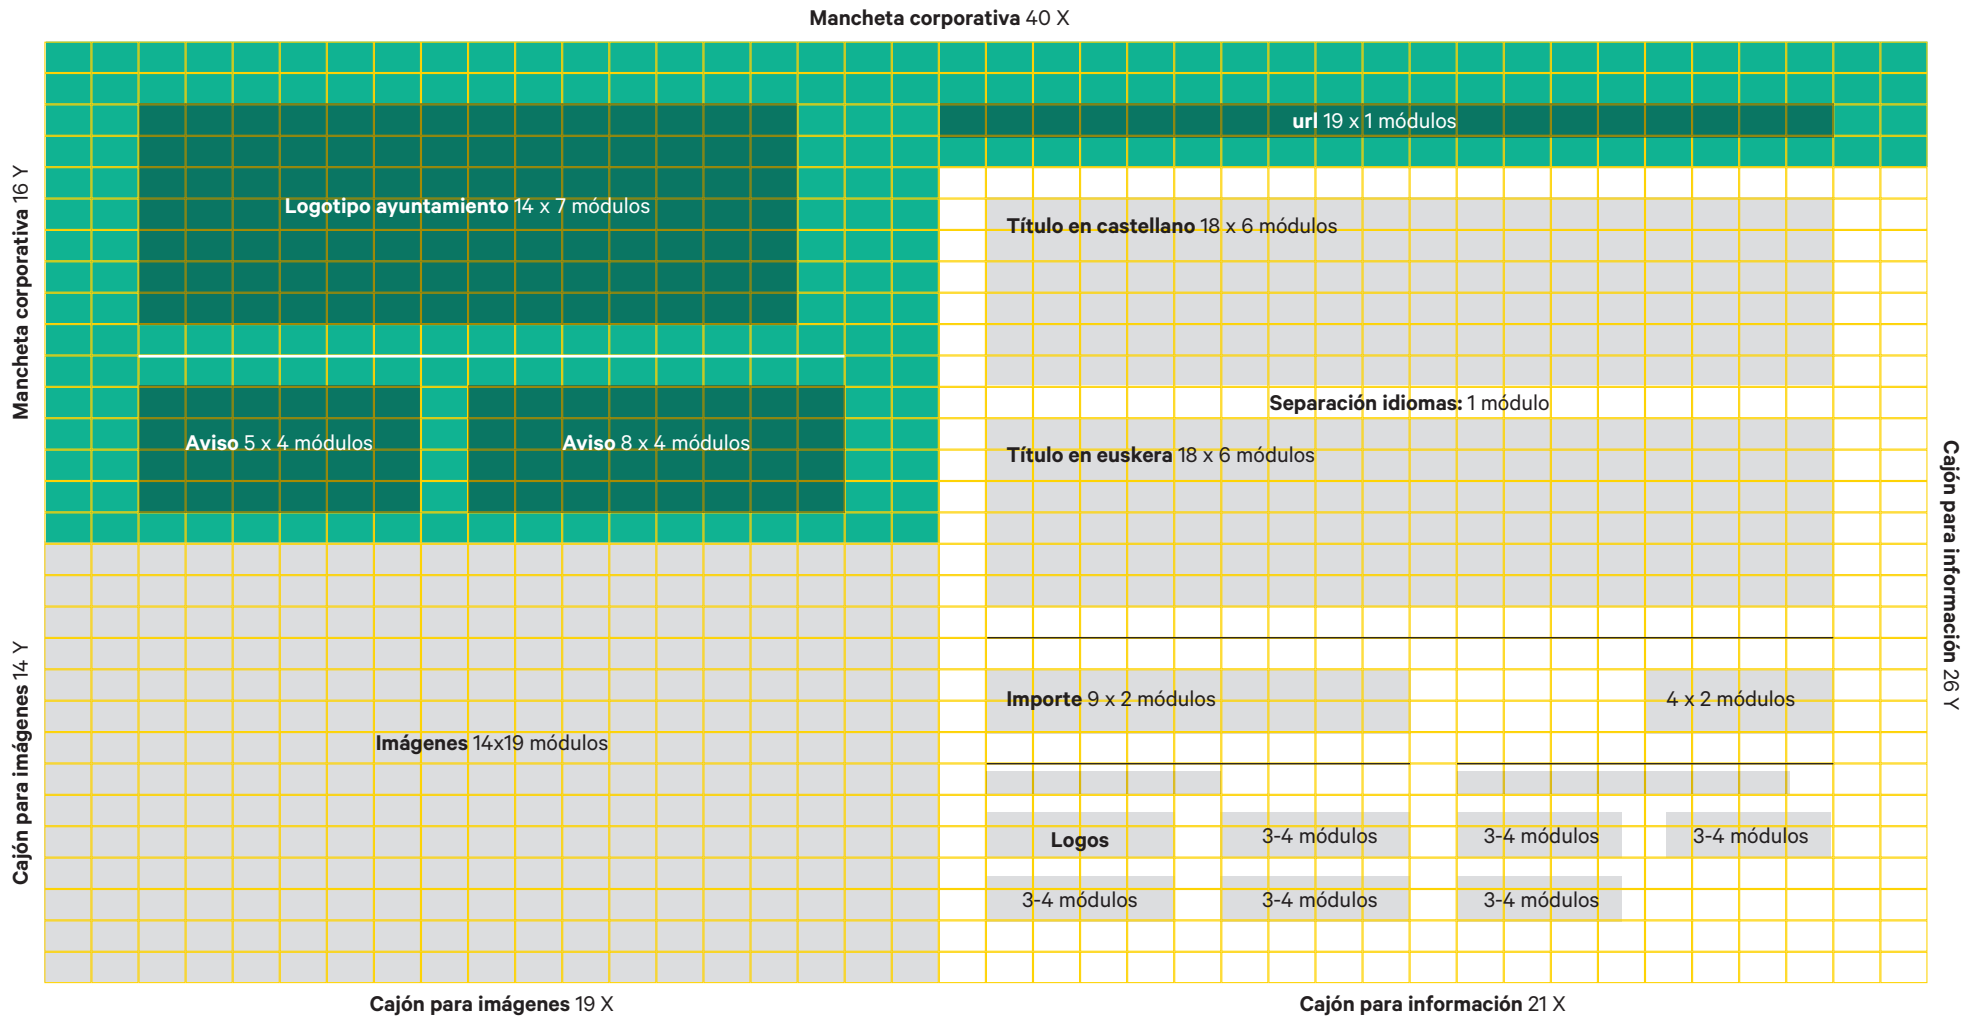 Mancheta corporativa 40 X
url 19 x 1 módulos
Mancheta corporativa 16 Y
Logotipo ayuntamiento 14 x 7 módulos
Título en castellano 18 x 6 módulos
Separación idiomas: 1 módulo
Aviso 5 x 4 módulos
Aviso 8 x 4 módulos
Título en euskera 18 x 6 módulos
Cajón para información 26 Y
Cajón para imágenes 14 Y
Importe 9 x 2 módulos
4 x 2 módulos
Imágenes 14x19 módulos
Logos
3-4 módulos
3-4 módulos
3-4 módulos
3-4 módulos
3-4 módulos
3-4 módulos
Cajón para imágenes 19 X
Cajón para información 21 X